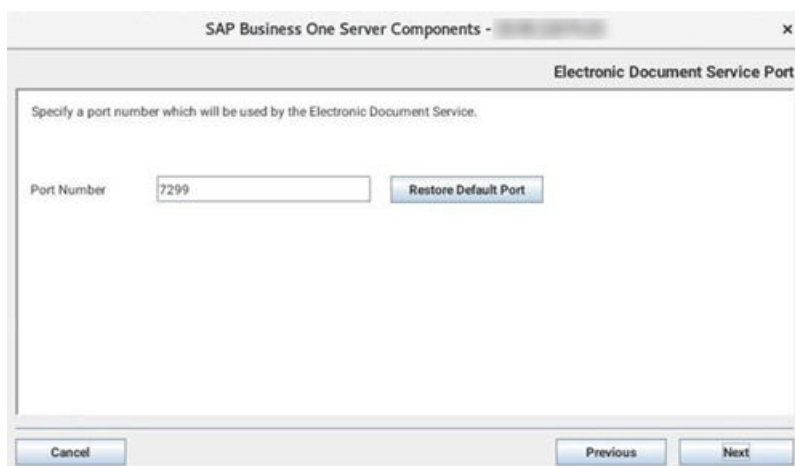 SAP Business One Server Components -
×
Electronic Document Service Port
Specify a port number which will be used by the Electronic Document Service.
Port Number 7299 Restore Default Port
Cancel Previous Next